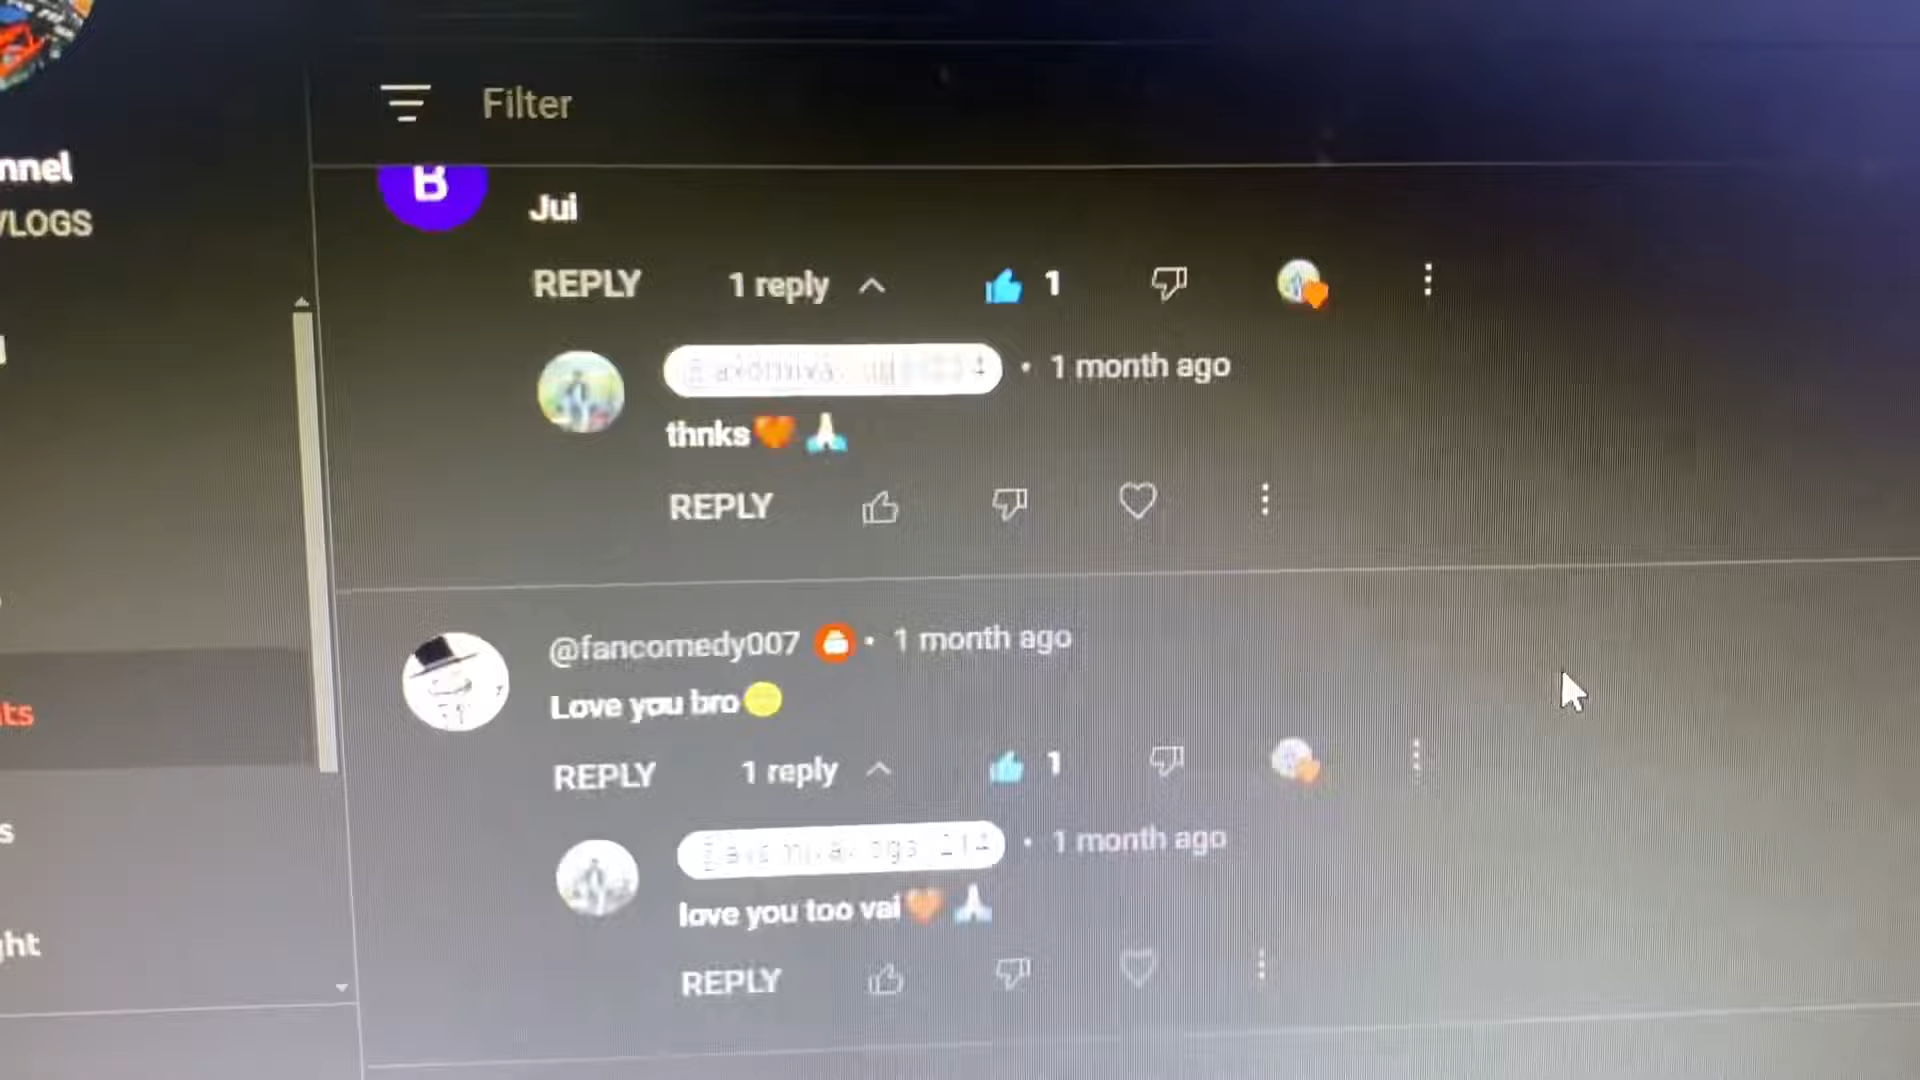 Filter
nnel
VLOGS
B
Jui
REPLY 1 reply 1
1 month ago
thnks🧡 🙏
REPLY
@fancomedy007 • 1 month ago
Love you bro
ts
REPLY 1 reply 1
s
• 1 month ago
love you too vai🧡 🙏
ght
REPLY